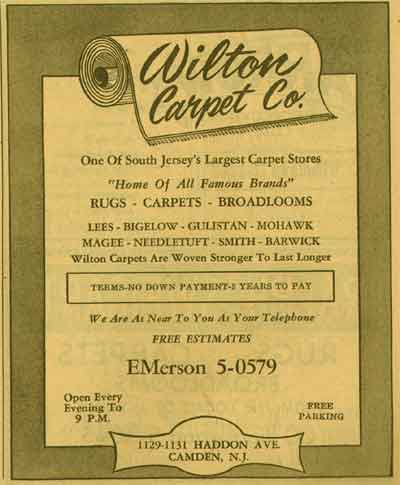 Wilton
Carpet Co.
One Of South Jersey's Largest Carpet Stores
"Home Of All Famous Brands"
RUGS - CARPETS - BROADLOOMS
LEES - BIGELOW - GULISTAN - MOHAWK
MAGEE - NEEDLETUFT - SMITH - BARWICK
Wilton Carpets Are Woven Stronger To Last Longer
TERMS-NO DOWN PAYMENT-3 YEARS TO PAY
We Are As Near To You As Your Telephone
FREE ESTIMATES
EMerson 5-0579
Open Every
Evening To
9 P.M.
FREE
PARKING
1129-1131 HADDON AVE.
CAMDEN, N.J.